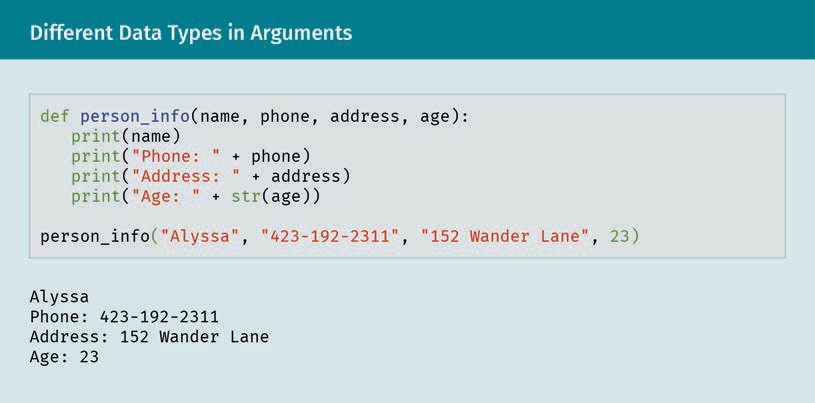 Different Data Types in Arguments
def person_info(name, phone, address, age):
print(name)
print("Phone: " + phone)
print("Address: " + address)
print("Age: " + str(age))
person_info("Alyssa", "423-192-2311", "152 Wander Lane", 23)
Alyssa
Phone: 423-192-2311
Address: 152 Wander Lane
Age: 23